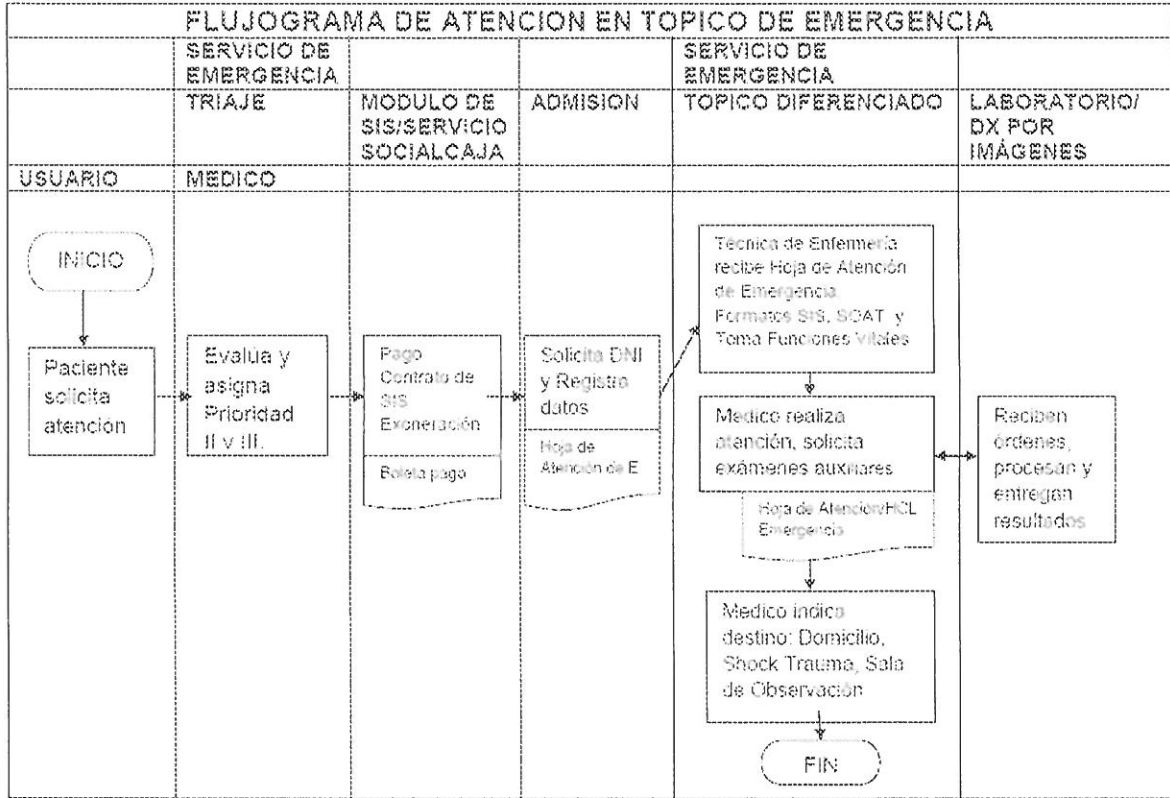 FLUJOGRAMA DE ATENCION EN TOPICO DE EMERGENCIA
SERVICIO DE
EMERGENCIA
SERVICIO DE
EMERGENCIA
TRIAJE
MODULO DE
SIS/SERVICIO
SOCIALCAJA
ADMISION
TOPICO DIFERENCIADO
LABORATORIO/
DX POR
IMÁGENES
USUARIO
MEDICO
INICIO
Paciente
solicita
atención
Evalúa y
asigna
Prioridad
II y III.
Pago
Contrato de
SIS
Exoneración
Boleta pago
Solicita DNI
y Registra
datos
Hoja de
Atención de E
Técnica de Enfermería
recibe Hoja de Atención
de Emergencia
Formatos SIS, SOAT y
Toma Funciones Vitales
Medico realiza
atención, solicita
exámenes auxiliares
Hoja de Atencion/HCL
Emergencia
Reciben
órdenes,
procesan y
entregan
resultados
Medico indica
destino: Domicilio,
Shock Trauma, Sala
de Observación
FIN